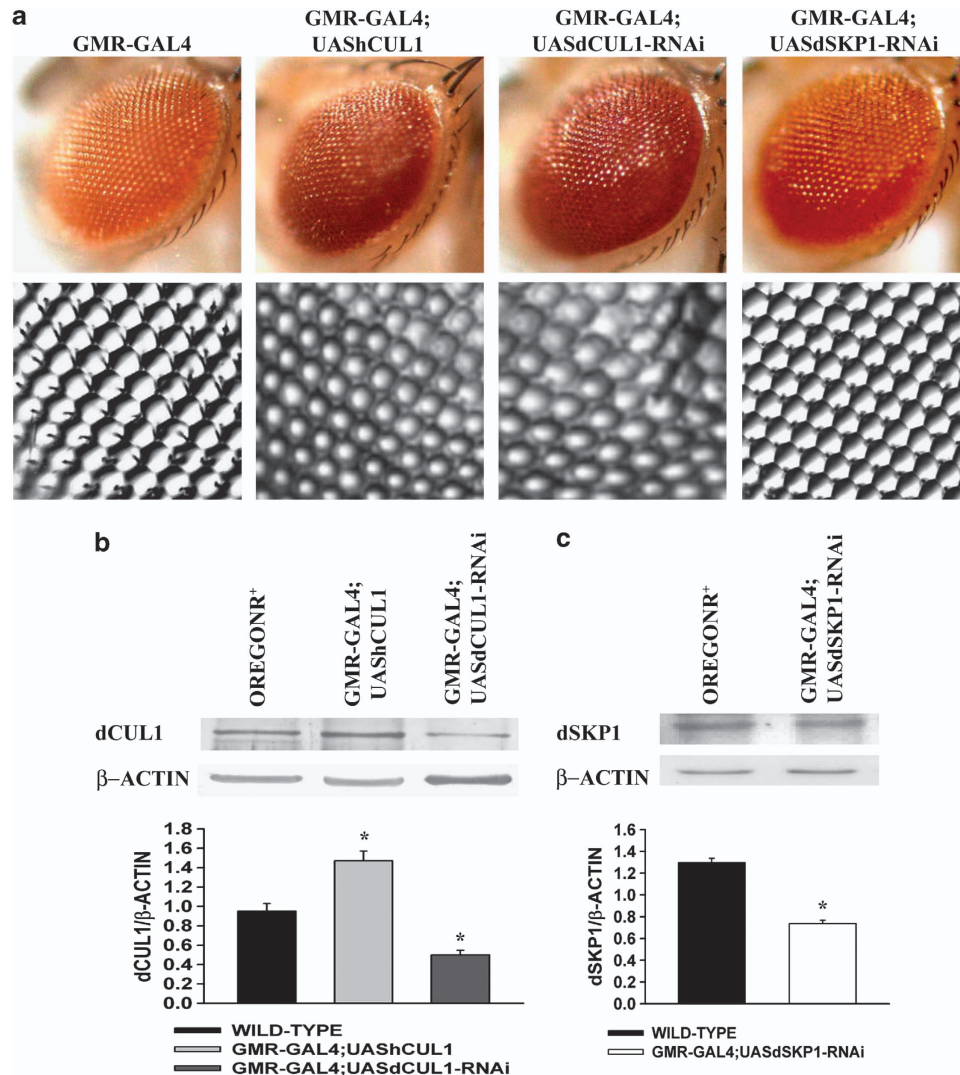 a
GMR-GAL4
GMR-GAL4;
UAShCUL1
GMR-GAL4;
UASdCUL1-RNAi
GMR-GAL4;
UASdSKP1-RNAi
b
OREGONR+
GMR-GAL4;
UAShCUL1
GMR-GAL4;
UASdCUL1-RNAi
dCUL1
β–ACTIN
dCUL1/β-ACTIN
1.8
1.6
1.4
1.2
1.0
0.8
0.6
0.4
0.2
0.0
*
*
WILD-TYPE
GMR-GAL4;UAShCUL1
GMR-GAL4;UASdCUL1-RNAi
c
OREGONR+
GMR-GAL4;
UASdSKP1-RNAi
dSKP1
β–ACTIN
dSKP1/β-ACTIN
1.6
1.4
1.2
1.0
0.8
0.6
0.4
0.2
0.0
*
WILD-TYPE
GMR-GAL4;UASdSKP1-RNAi